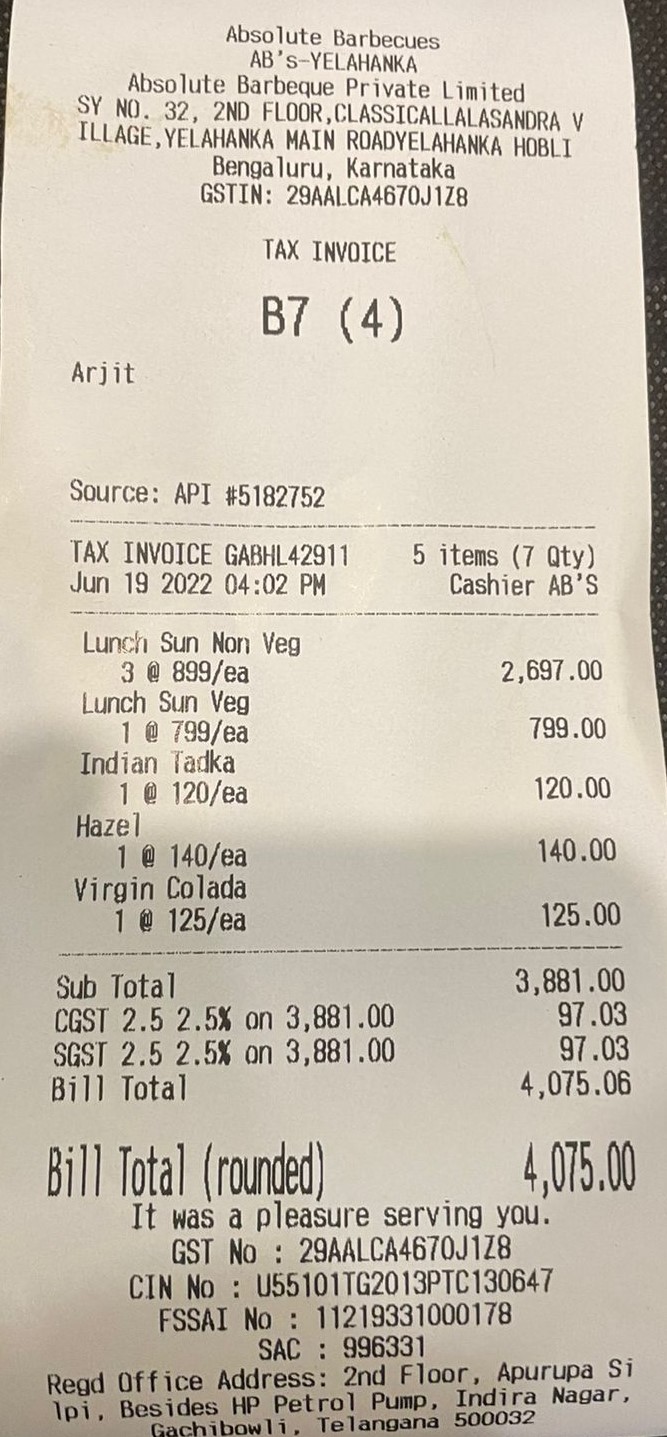 Absolute Barbecues
AB's-YELAHANKA
Absolute Barbeque Private Limited
SY NO. 32, 2ND FLOOR,CLASSICALLALASANDRA V
ILLAGE,YELAHANKA MAIN ROADYELAHANKA HOBLI
Bengaluru, Karnataka
GSTIN: 29AALCA4670J1Z8
TAX INVOICE
B7 (4)
Arjit
Source: API #5182752
TAX INVOICE GABHL42911 5 items (7 Qty)
Jun 19 2022 04:02 PM Cashier AB'S
Lunch Sun Non Veg
3 @ 899/ea 2,697.00
Lunch Sun Veg
1 @ 799/ea 799.00
Indian Tadka
1 @ 120/ea 120.00
Hazel
1 @ 140/ea 140.00
Virgin Colada
1 @ 125/ea 125.00
Sub Total 3,881.00
CGST 2.5 2.5% on 3,881.00 97.03
SGST 2.5 2.5% on 3,881.00 97.03
Bill Total 4,075.06
Bill Total (rounded) 4,075.00
It was a pleasure serving you.
GST No : 29AALCA4670J1Z8
CIN No : U55101TG2013PTC130647
FSSAI No : 11219331000178
SAC : 996331
Regd Office Address: 2nd Floor, Apurupa Si
lpi, Besides HP Petrol Pump, Indira Nagar,
Gachibowli, Telangana 500032